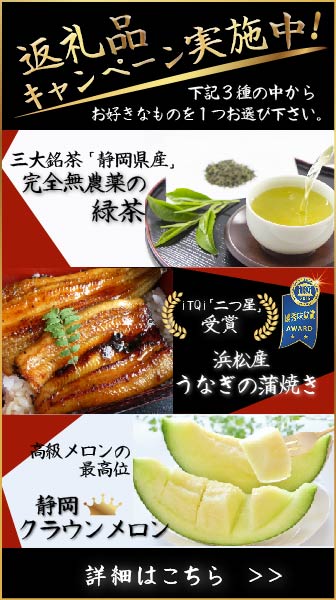 返礼品
キャンペーン実施中!
下記3種の中から
お好きなものを1つお選び下さい。
三大銘茶「静岡県産」
完全無農薬の
緑茶
iTQi「二つ星」
受賞
AWARD
浜松産
うなぎの蒲焼き
高級メロンの
最高位
静岡
クラウンメロン
詳細はこちら >>